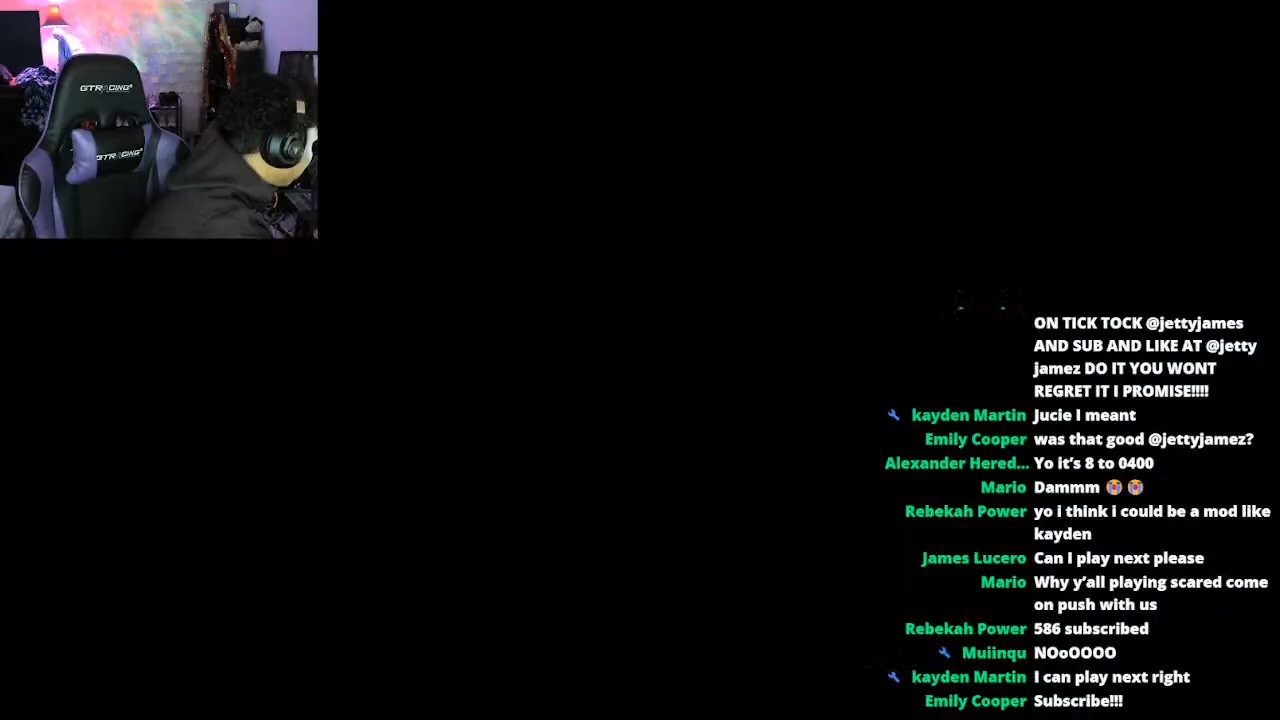 GTRACING
GTRACING
ON TICK TOCK @jettyjames
AND SUB AND LIKE AT @jetty
jamez DO IT YOU WONT
REGRET IT I PROMISE!!!!
kayden Martin Jucie I meant
Emily Cooper was that good @jettyjamez?
Alexander Hered... Yo it’s 8 to 0400
Mario Dammm 😭 😭
Rebekah Power yo i think i could be a mod like
kayden
James Lucero Can I play next please
Mario Why y’all playing scared come
on push with us
Rebekah Power 586 subscribed
Muiinqu NOoOOOO
kayden Martin I can play next right
Emily Cooper Subscribe!!!